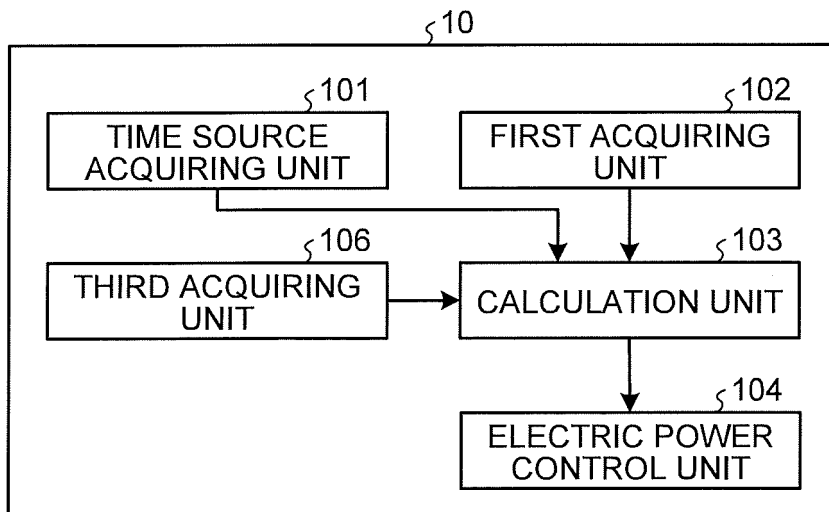 10
101
TIME SOURCE
ACQUIRING UNIT
102
FIRST ACQUIRING
UNIT
106
THIRD ACQUIRING
UNIT
103
CALCULATION UNIT
104
ELECTRIC POWER
CONTROL UNIT